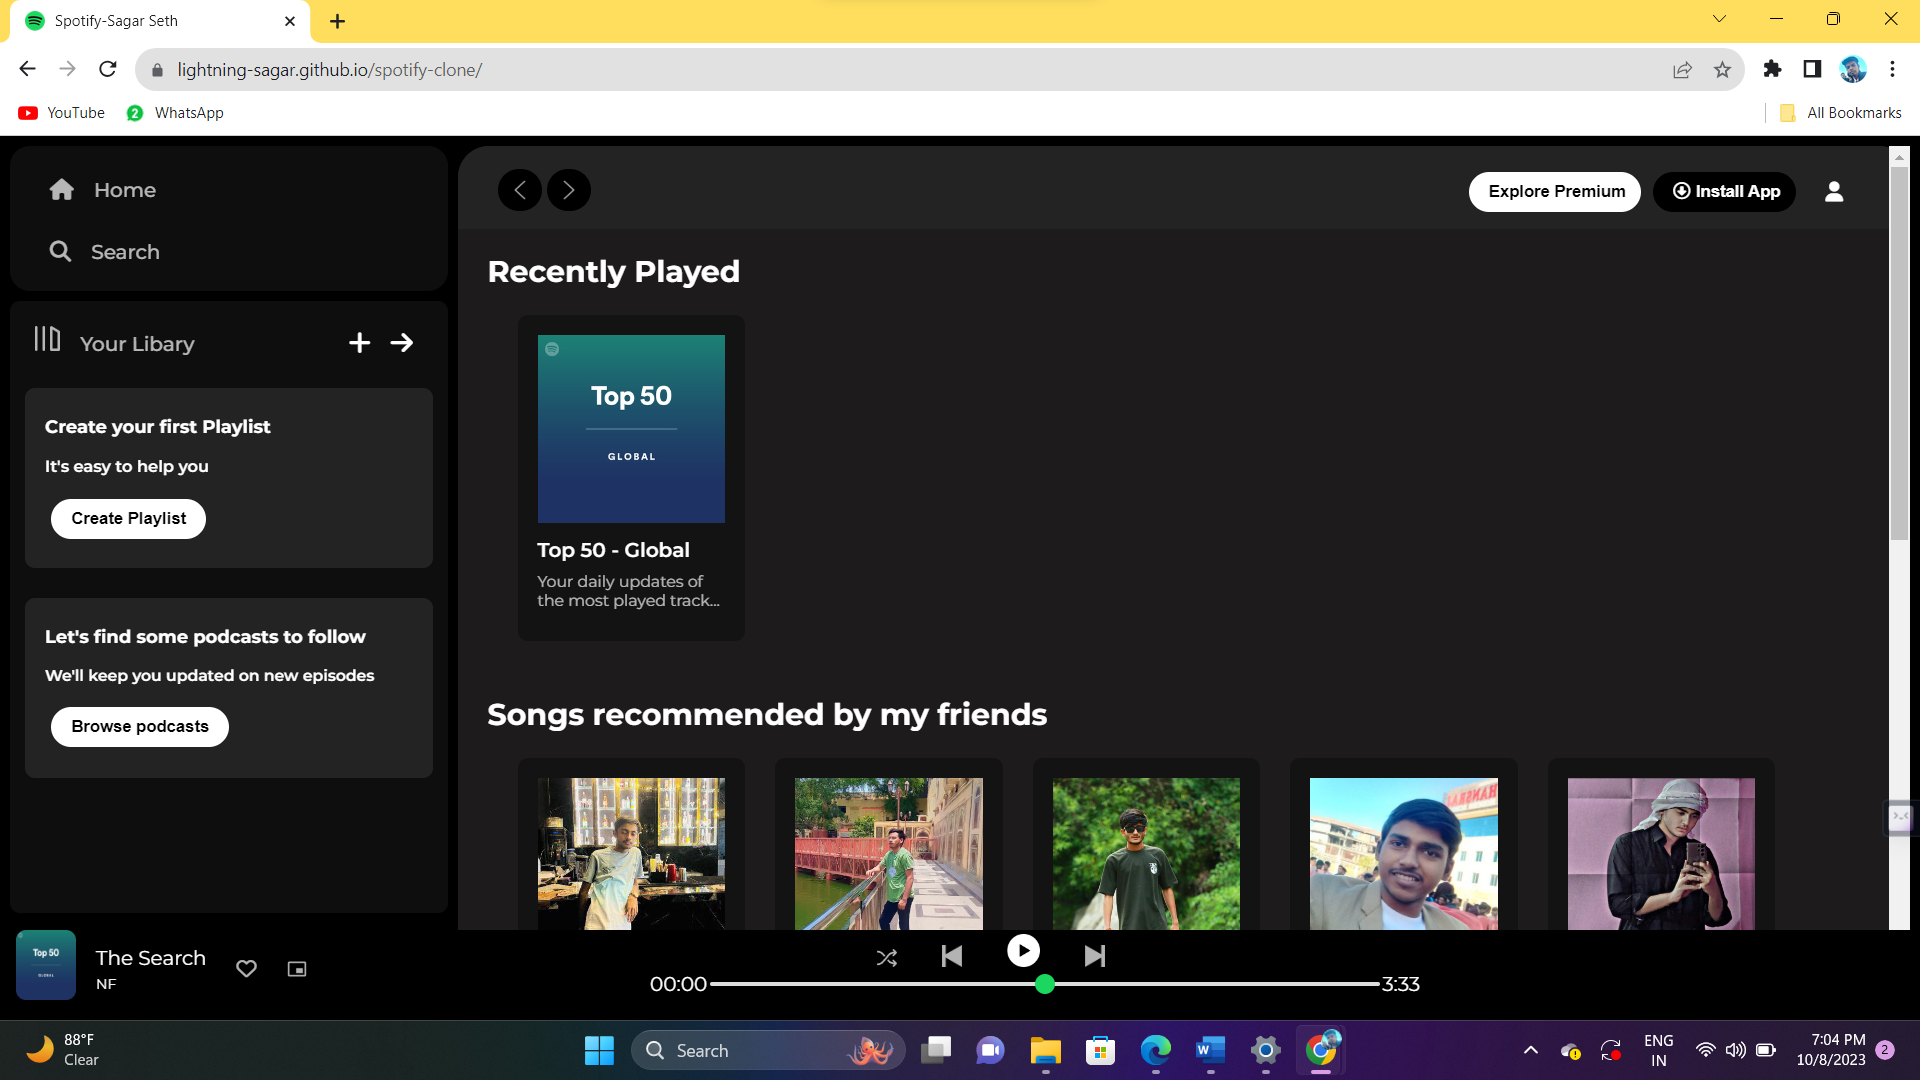 Spotify-Sagar Seth
lightning-sagar.github.io/spotify-clone/
YouTube
2 WhatsApp
All Bookmarks
Home
Search
Your Libary
Create your first Playlist
It's easy to help you
Create Playlist
Let's find some podcasts to follow
We'll keep you updated on new episodes
Browse podcasts
Explore Premium
Install App
Recently Played
Top 50
GLOBAL
Top 50 - Global
Your daily updates of
the most played track...
Songs recommended by my friends
HANSRAJ
Top 50
GLOBAL
The Search
NF
00:00
3:33
88°F
Clear
Search
W
ENG
IN
7:04 PM
10/8/2023
2